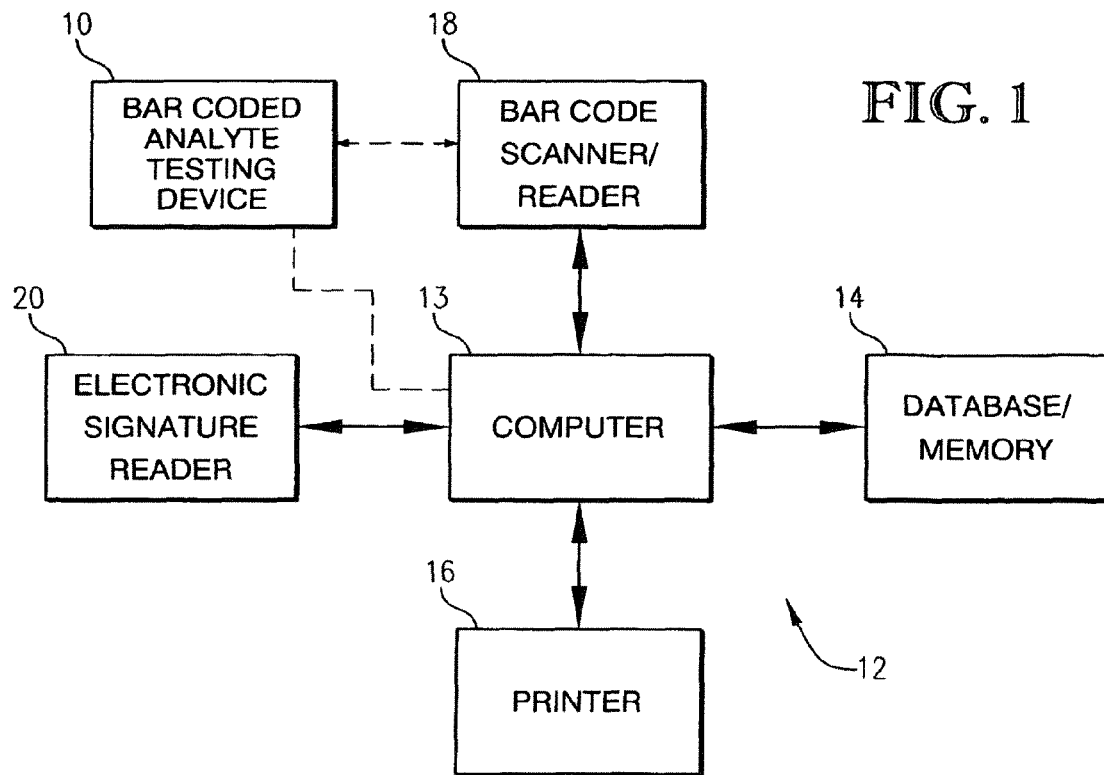 10
18
FIG. 1
BAR CODED
ANALYTE
TESTING
DEVICE
BAR CODE
SCANNER/
READER
20
13
14
ELECTRONIC
SIGNATURE
READER
COMPUTER
DATABASE/
MEMORY
16
12
PRINTER